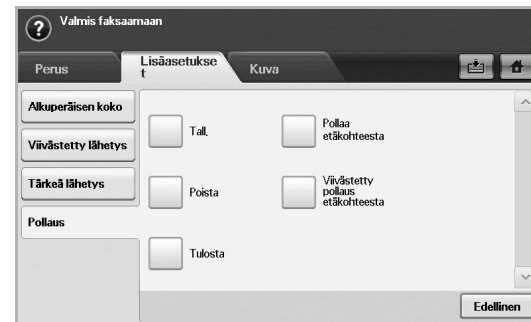 Valmis faksaamaan
Perus
Lisäasetukse
t
Kuva
Alkuperäisen koko
Viivästetty lähetys
Tärkeä lähetys
Pollaus
Tall.
Pollaa
etäkohteesta
Poista
Viivästetty
pollaus
etäkohteesta
Tulosta
Edellinen